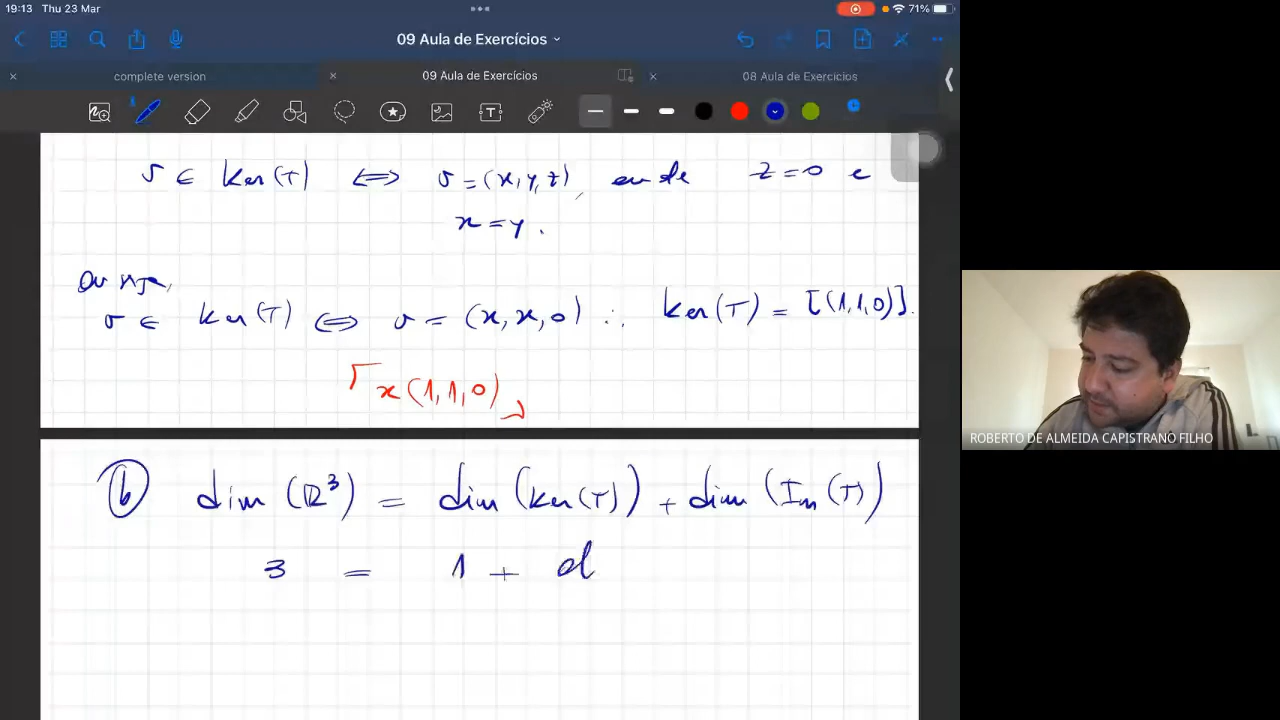 19:13 Thu 23 Mar
71%
09 Aula de Exercícios
complete version
09 Aula de Exercícios
08 Aula de Exercicios
v ∈ Ker(T) ⟺ v = (x, y, z), onde z = 0 e
x = y.
Ou seja,
v ∈ Ker(T) ⟺ v = (x, x, 0) ∴ Ker(T) = [(1,1,0)].
x(1,1,0)
ROBERTO DE ALMEIDA CAPISTRANO FILHO
b dim(ℝ³) = dim(Ker(T)) + dim(Im(T))
3 = 1 + d